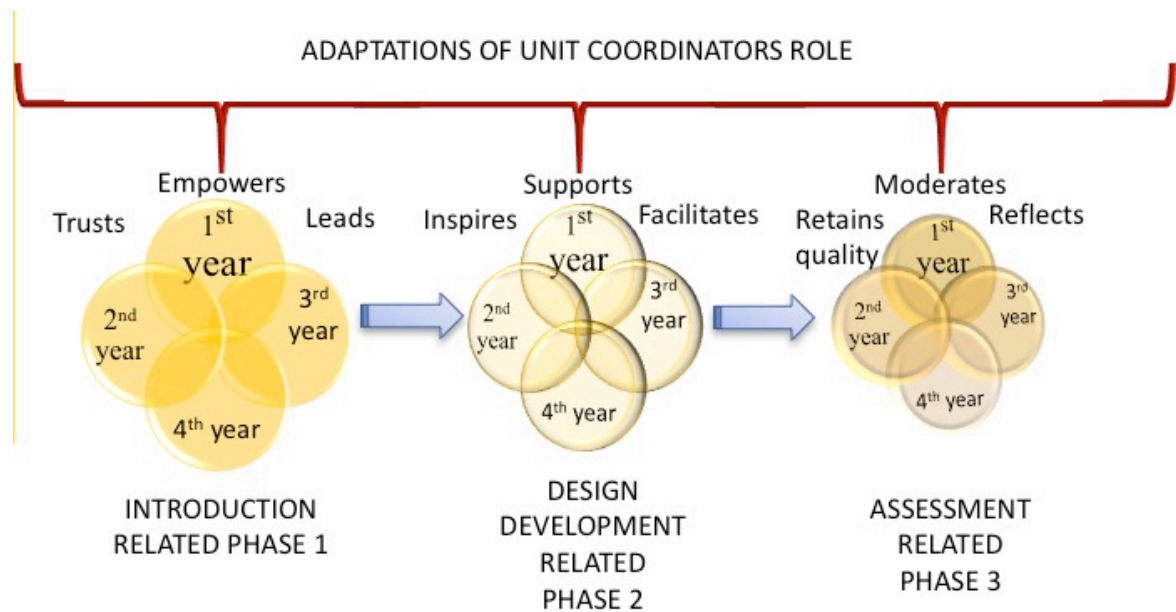 ADAPTATIONS OF UNIT COORDINATORS ROLE
Empowers
Trusts
Leads
1st
year
2nd
year
3rd
year
4th year
INTRODUCTION
RELATED PHASE 1
Supports
Inspires
Facilitates
1st
year
2nd
year
3rd
year
4th year
DESIGN
DEVELOPMENT
RELATED
PHASE 2
Moderates
Retains
quality
Reflects
1st
year
2nd
year
3rd
year
4th year
ASSESSMENT
RELATED
PHASE 3